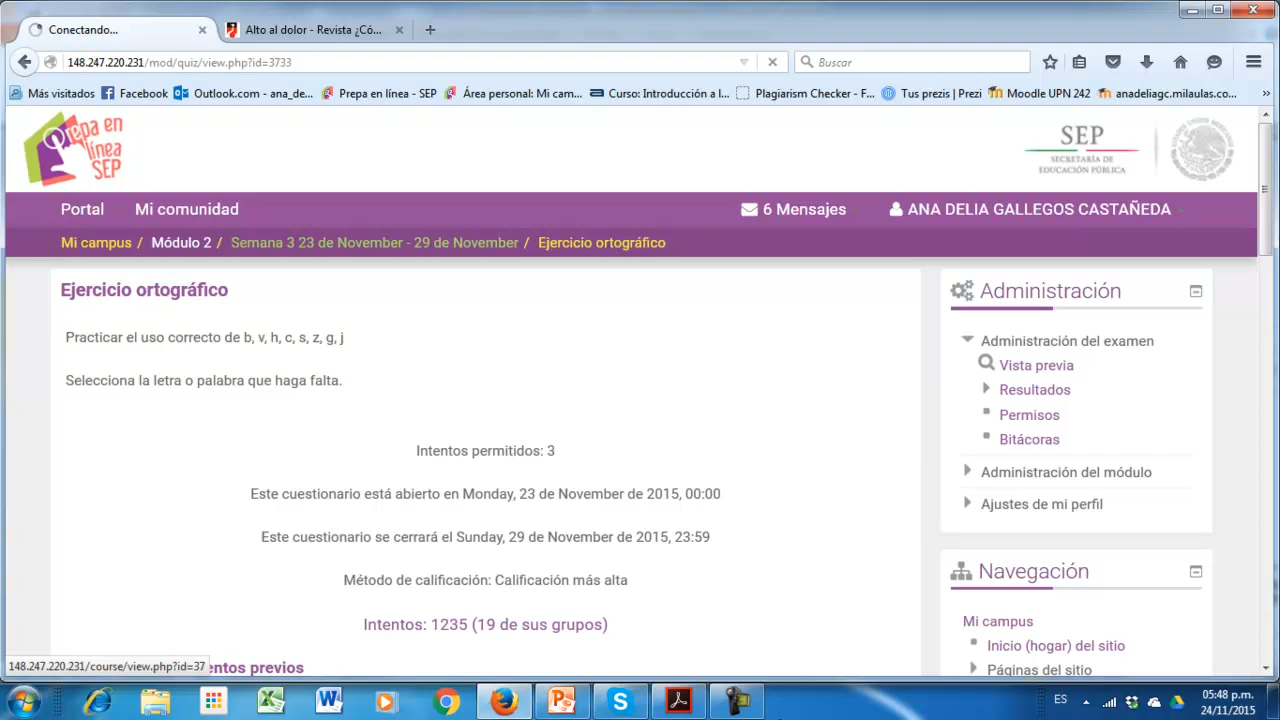 Conectando...
Alto al dolor - Revista ¿Có...
148.247.220.231/mod/quiz/view.php?id=3733
Buscar
Más visitados
Facebook
Outlook.com - ana_de...
Prepa en línea - SEP
Área personal: Mi cam...
Curso: Introducción a l...
Plagiarism Checker - F...
Tus prezis | Prezi
Moodle UPN 242
anadeliagc.milaulas.co...
Prepa en
línea
SEP
SEP
SECRETARÍA DE
EDUCACIÓN PÚBLICA
Portal
Mi comunidad
6 Mensajes
ANA DELIA GALLEGOS CASTAÑEDA
Mi campus / Módulo 2 / Semana 3 23 de November - 29 de November / Ejercicio ortográfico
Ejercicio ortográfico
Practicar el uso correcto de b, v, h, c, s, z, g, j
Selecciona la letra o palabra que haga falta.
Intentos permitidos: 3
Este cuestionario está abierto en Monday, 23 de November de 2015, 00:00
Este cuestionario se cerrará el Sunday, 29 de November de 2015, 23:59
Método de calificación: Calificación más alta
Intentos: 1235 (19 de sus grupos)
entos previos
148.247.220.231/course/view.php?id=37
Administración
Administración del examen
Vista previa
Resultados
Permisos
Bitácoras
Administración del módulo
Ajustes de mi perfil
Navegación
Mi campus
Inicio (hogar) del sitio
Páginas del sitio
ES
05:48 p.m.
24/11/2015